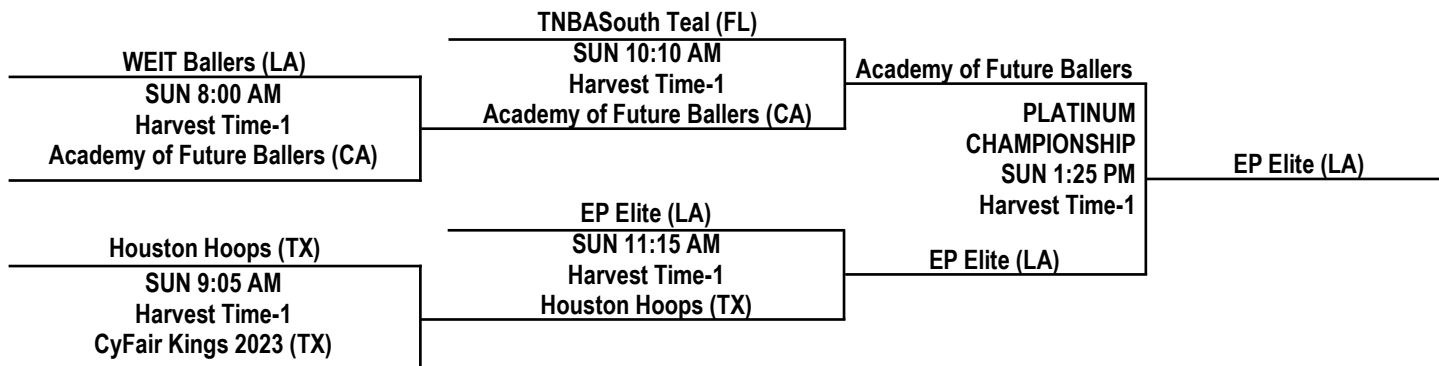 WEIT Ballers (LA)
SUN 8:00 AM
Harvest Time-1
Academy of Future Ballers (CA)
Houston Hoops (TX)
SUN 9:05 AM
Harvest Time-1
CyFair Kings 2023 (TX)
TNBASouth Teal (FL)
SUN 10:10 AM
Harvest Time-1
Academy of Future Ballers (CA)
EP Elite (LA)
SUN 11:15 AM
Harvest Time-1
Houston Hoops (TX)
Academy of Future Ballers
PLATINUM
CHAMPIONSHIP
SUN 1:25 PM
Harvest Time-1
EP Elite (LA)
EP Elite (LA)